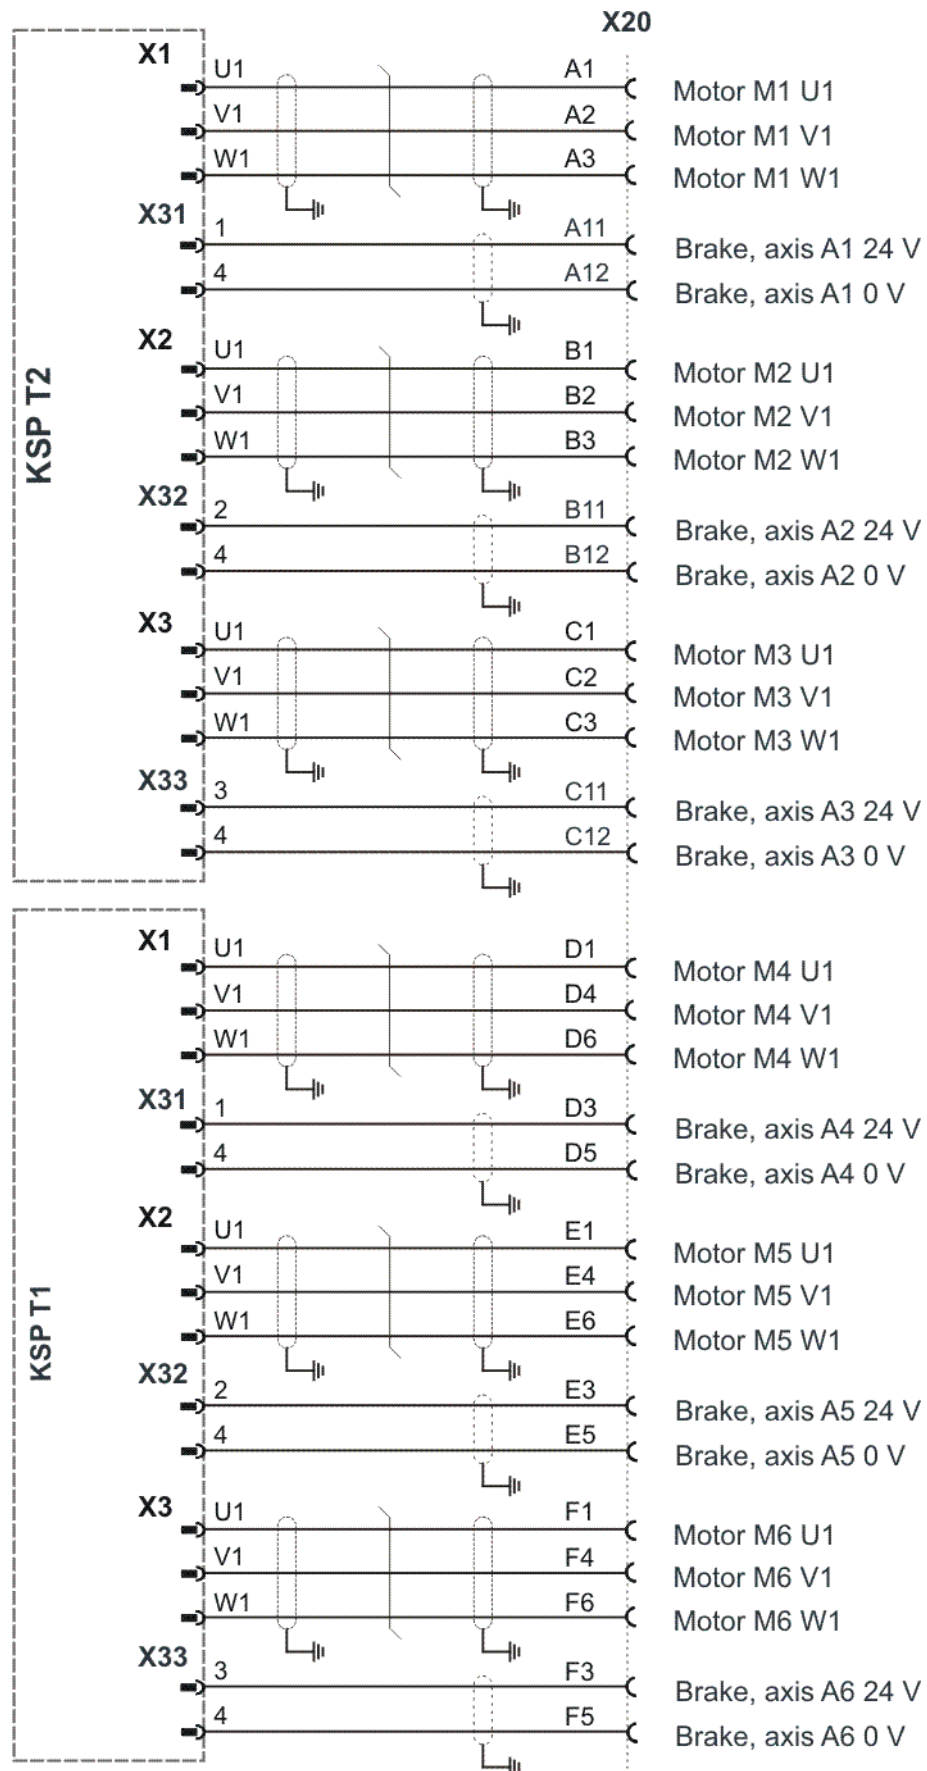 X20
KSP T2
X1
U1 A1 Motor M1 U1
V1 A2 Motor M1 V1
W1 A3 Motor M1 W1
X31
1 A11 Brake, axis A1 24 V
4 A12 Brake, axis A1 0 V
X2
U1 B1 Motor M2 U1
V1 B2 Motor M2 V1
W1 B3 Motor M2 W1
X32
2 B11 Brake, axis A2 24 V
4 B12 Brake, axis A2 0 V
X3
U1 C1 Motor M3 U1
V1 C2 Motor M3 V1
W1 C3 Motor M3 W1
X33
3 C11 Brake, axis A3 24 V
4 C12 Brake, axis A3 0 V
KSP T1
X1
U1 D1 Motor M4 U1
V1 D4 Motor M4 V1
W1 D6 Motor M4 W1
X31
1 D3 Brake, axis A4 24 V
4 D5 Brake, axis A4 0 V
X2
U1 E1 Motor M5 U1
V1 E4 Motor M5 V1
W1 E6 Motor M5 W1
X32
2 E3 Brake, axis A5 24 V
4 E5 Brake, axis A5 0 V
X3
U1 F1 Motor M6 U1
V1 F4 Motor M6 V1
W1 F6 Motor M6 W1
X33
3 F3 Brake, axis A6 24 V
4 F5 Brake, axis A6 0 V